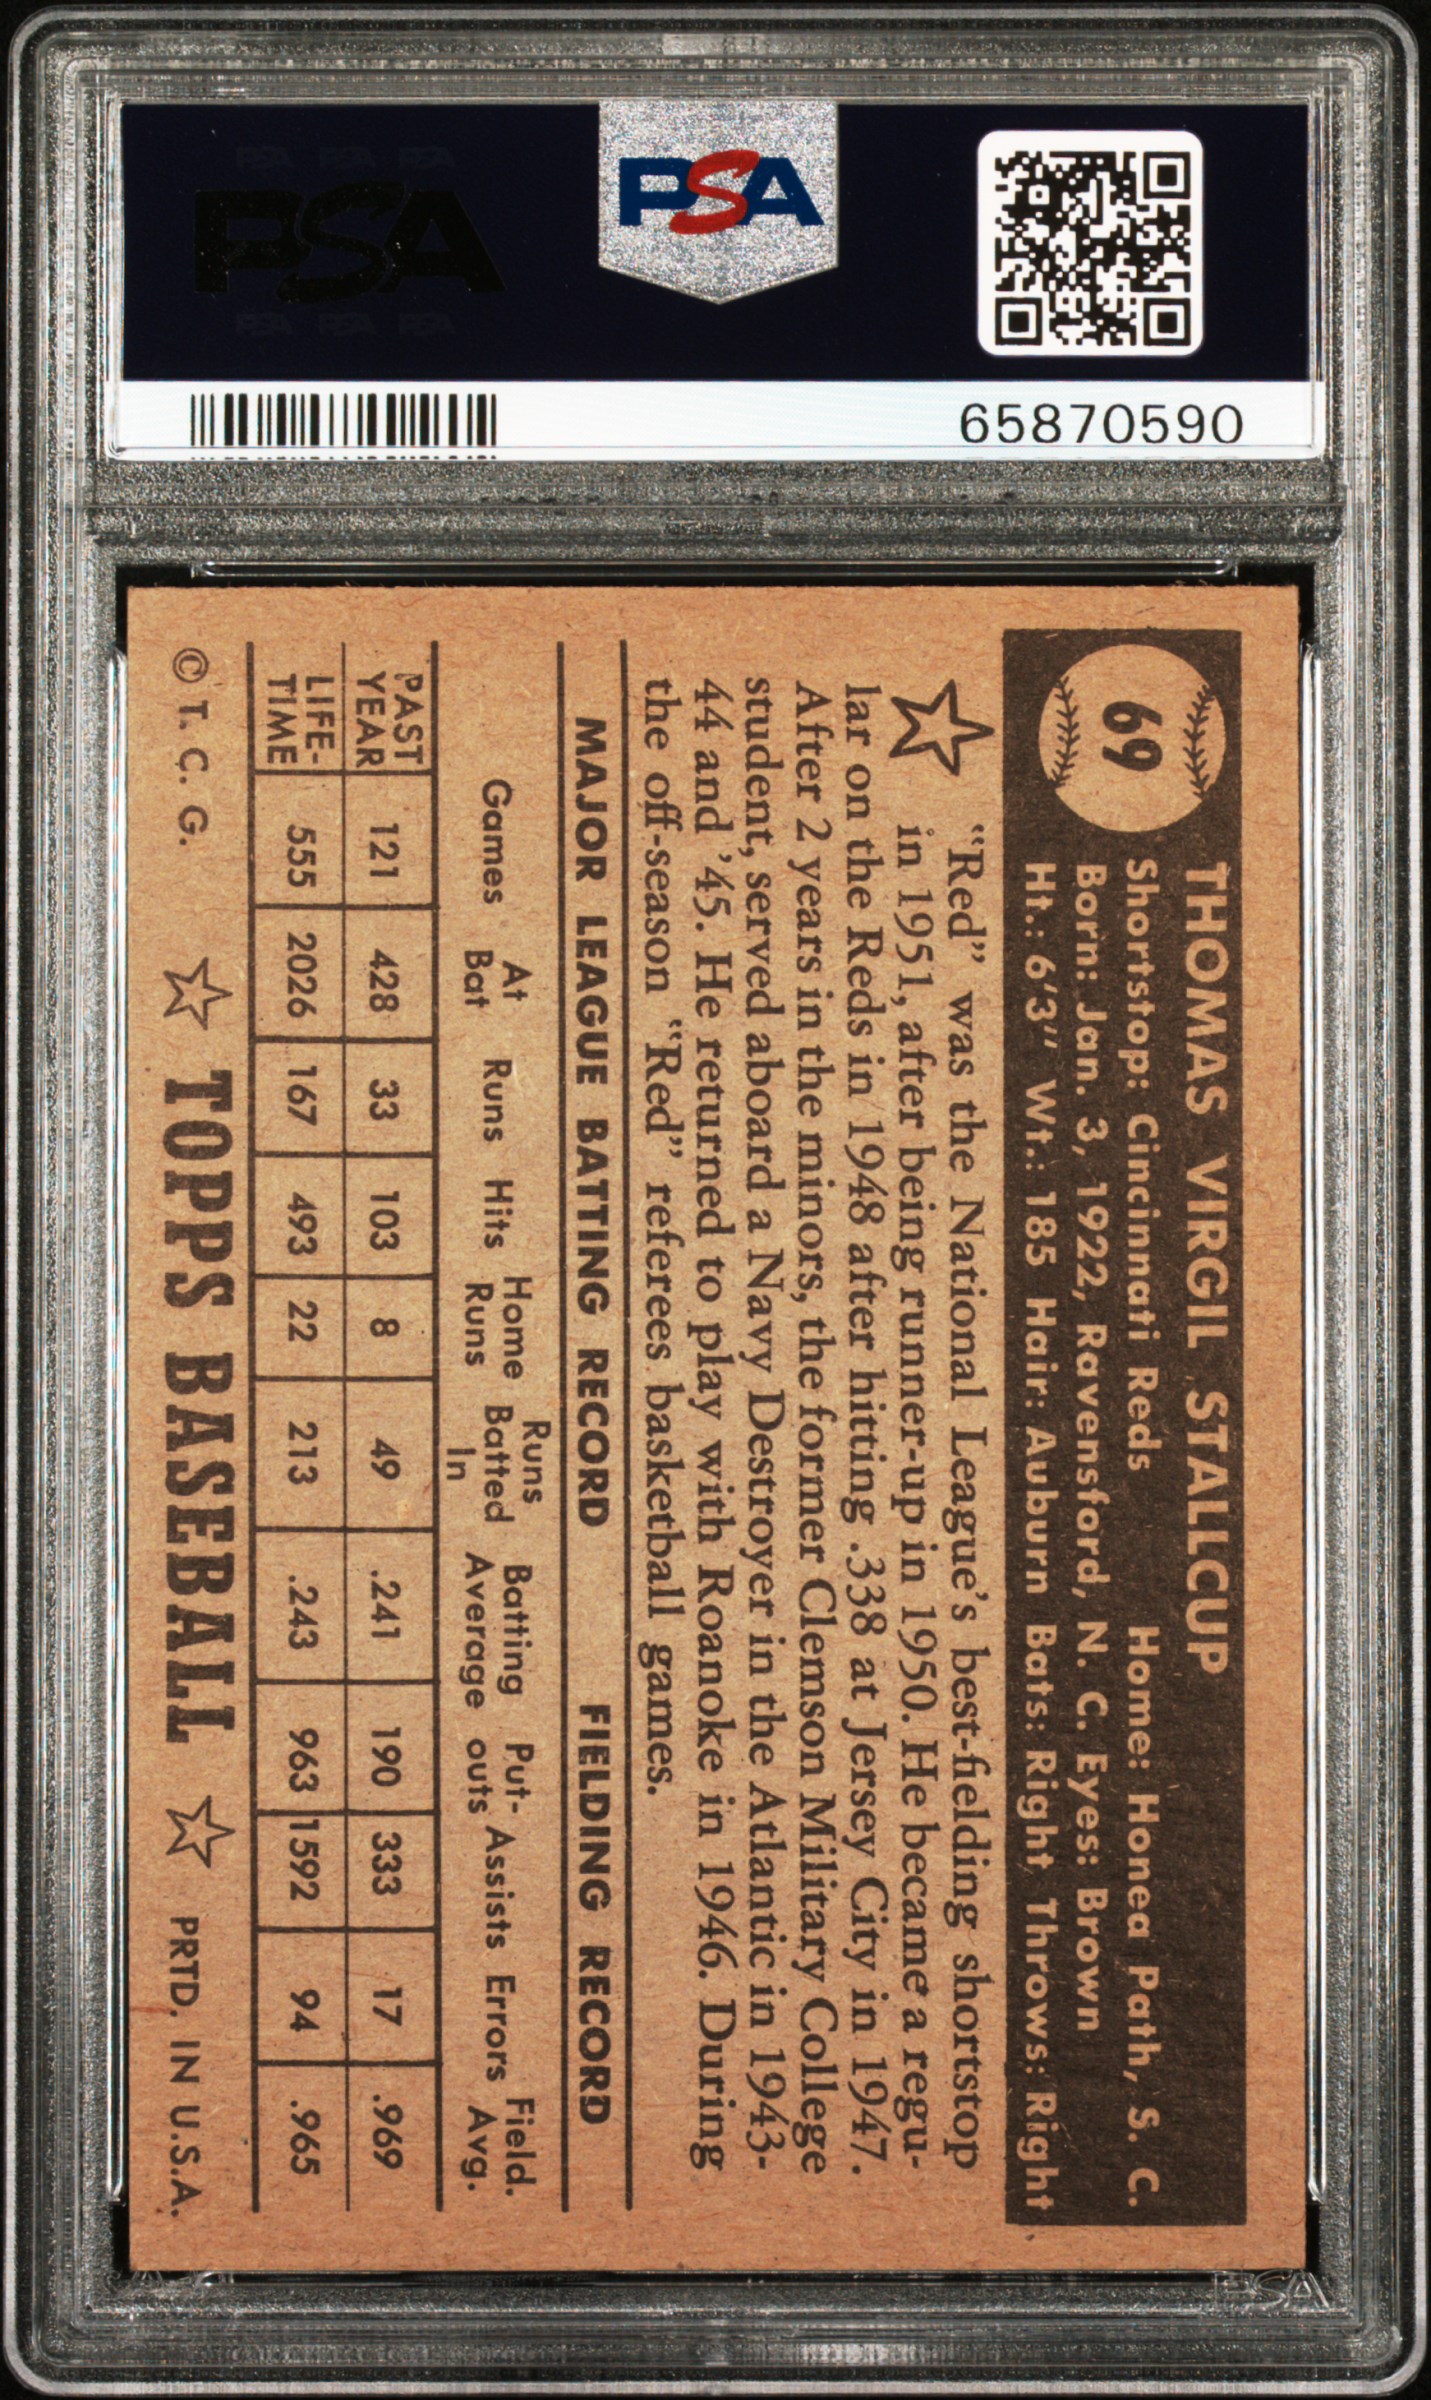 PSA PSA PSA
PSA
PSA PSA PSA
PSA
65870590
69
THOMAS VIRGIL STALLCUP
Shortstop: Cincinnati Reds Home: Honea Path, S. C.
Born: Jan. 3, 1922, Ravensford, N. C. Eyes: Brown
Ht.: 6'3" Wt.: 185 Hair: Auburn Bats: Right Throws: Right
"Red" was the National League's best-fielding shortstop
in 1951, after being runner-up in 1950. He became a regu-
lar on the Reds in 1948 after hitting .338 at Jersey City in 1947.
After 2 years in the minors, the former Clemson Military College
student, served aboard a Navy Destroyer in the Atlantic in 1943-
44 and '45. He returned to play with Roanoke in 1946. During
the off-season "Red" referees basketball games.
MAJOR LEAGUE BATTING RECORD FIELDING RECORD
Games At Bat Runs Hits Home Runs Runs Batted In Batting Average Put-outs Assists Errors Field. Avg.
PAST YEAR 121 428 33 103 8 49 .241 190 333 17 .969
LIFE-TIME 555 2026 167 493 22 213 .243 963 1592 94 .965
© T. C. G. TOPPS BASEBALL PRTD. IN U.S.A.
PSA